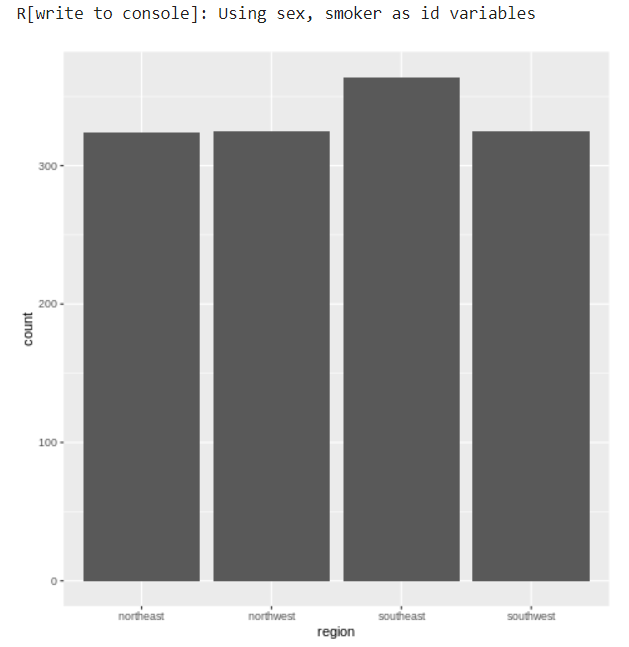 R[write to console]: Using sex, smoker as id variables
300
200
100
0
count
northeast northwest southeast southwest
region